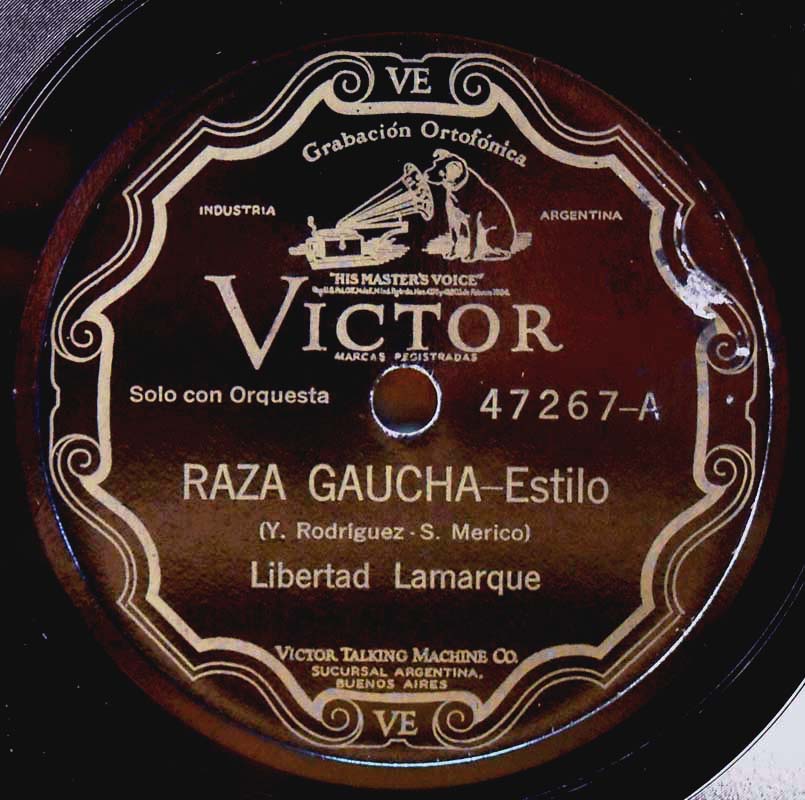 VE
Grabación Ortofónica
INDUSTRIA
ARGENTINA
"HIS MASTER'S VOICE"
VICTOR
MARCAS REGISTRADAS
Solo con Orquesta
47267-A
RAZA GAUCHA-Estilo
(Y. Rodríguez - S. Merico)
Libertad Lamarque
VICTOR TALKING MACHINE CO.
SUCURSAL ARGENTINA,
BUENOS AIRES
VE